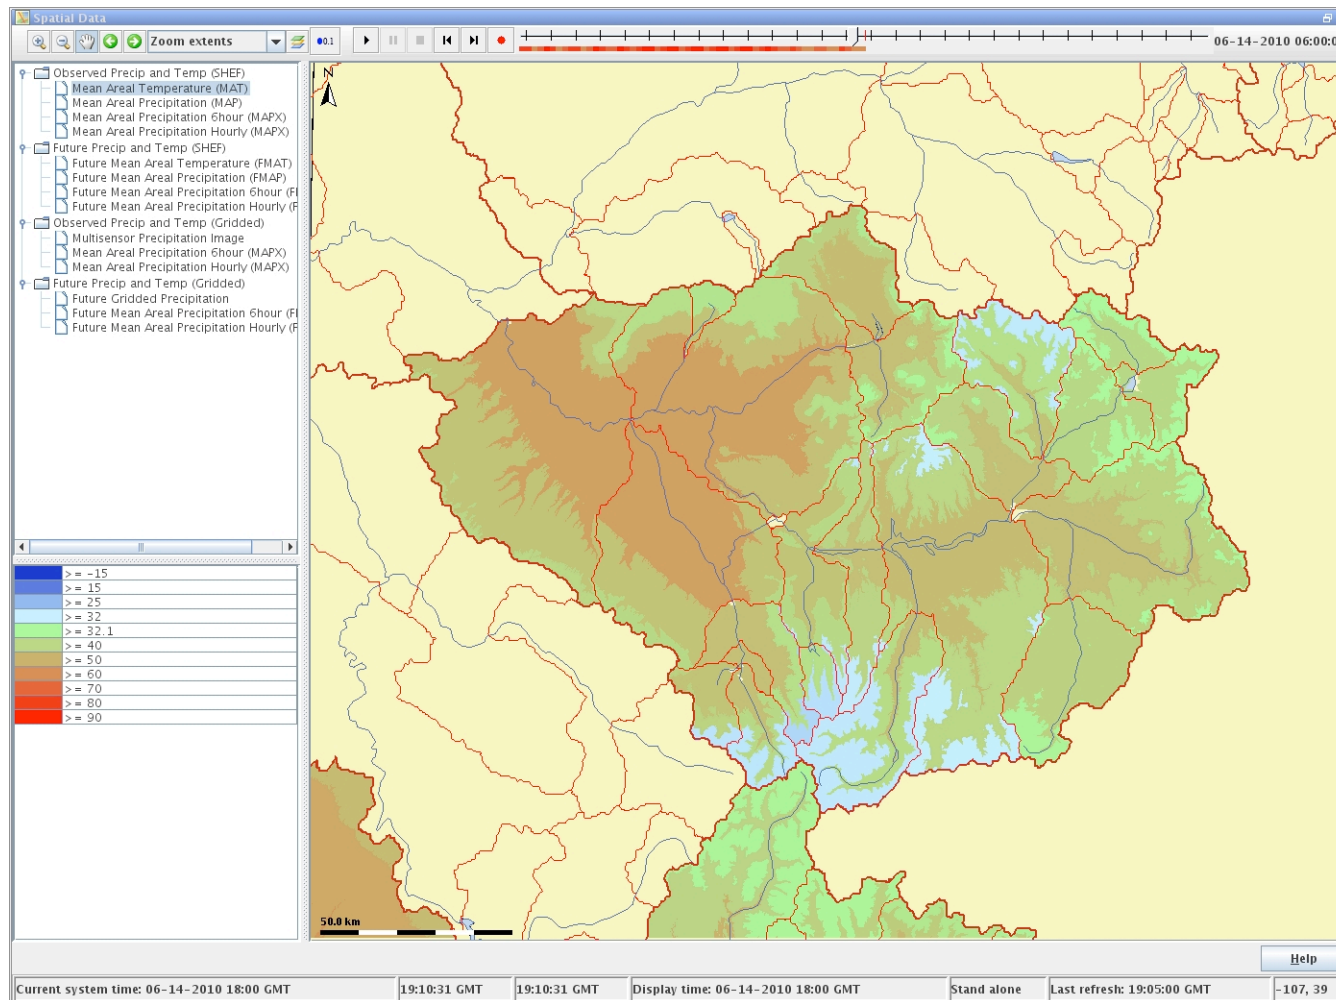 Spatial Data
Zoom extents
0.1
06-14-2010 06:00:0
Observed Precip and Temp (SHEF)
Mean Areal Temperature (MAT)
Mean Areal Precipitation (MAP)
Mean Areal Precipitation 6hour (MAPX)
Mean Areal Precipitation Hourly (MAPX)
Future Precip and Temp (SHEF)
Future Mean Areal Temperature (FMAT)
Future Mean Areal Precipitation (FMAP)
Future Mean Areal Precipitation 6hour (F
Future Mean Areal Precipitation Hourly (F
Observed Precip and Temp (Gridded)
Multisensor Precipitation Image
Mean Areal Precipitation 6hour (MAPX)
Mean Areal Precipitation Hourly (MAPX)
Future Precip and Temp (Gridded)
Future Gridded Precipitation
Future Mean Areal Precipitation 6hour (F
Future Mean Areal Precipitation Hourly (F
N
>= -15
>= 15
>= 25
>= 32
>= 32.1
>= 40
>= 50
>= 60
>= 70
>= 80
>= 90
50.0 km
Help
Current system time: 06-14-2010 18:00 GMT
19:10:31 GMT
19:10:31 GMT
Display time: 06-14-2010 18:00 GMT
Stand alone
Last refresh: 19:05:00 GMT
-107, 39